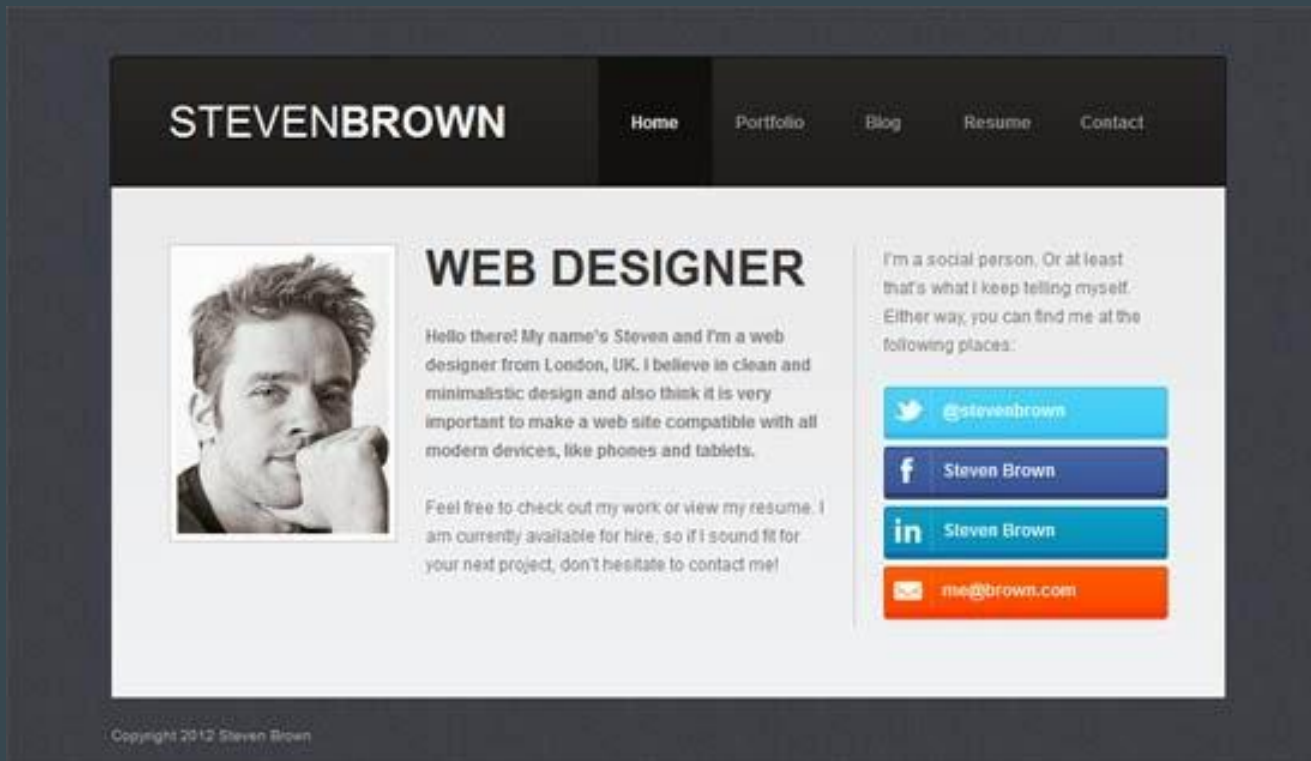 STEVENBROWN
Home Portfolio Blog Resume Contact
WEB DESIGNER
Hello there! My name's Steven and I'm a web
designer from London, UK. I believe in clean and
minimalistic design and also think it is very
important to make a web site compatible with all
modern devices, like phones and tablets.
Feel free to check out my work or view my resume. I
am currently available for hire, so if I sound fit for
your next project, don't hesitate to contact me!
I'm a social person. Or at least
that's what I keep telling myself.
Either way, you can find me at the
following places:
@stevenbrown
f Steven Brown
in Steven Brown
me@brown.com
Copyright 2012 Steven Brown